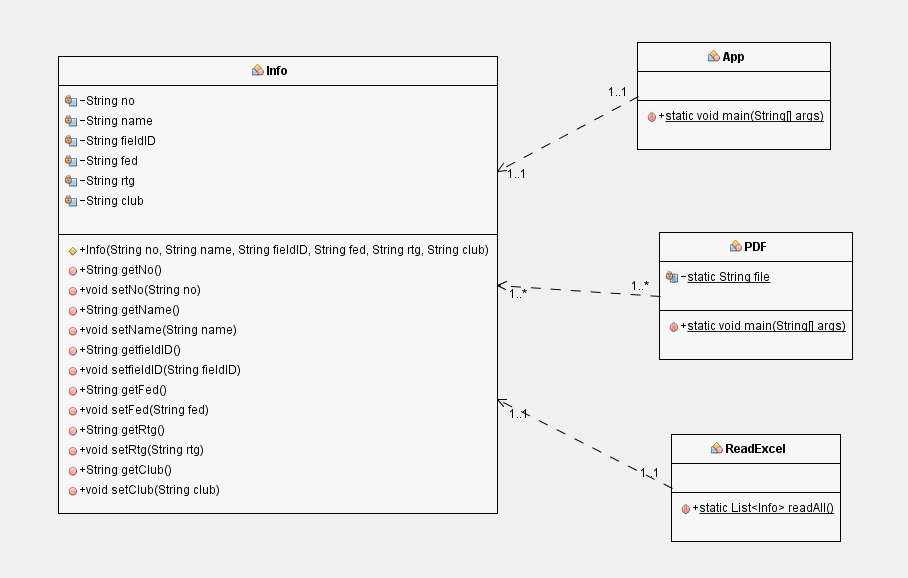 Info
-String no
-String name
-String fieldID
-String fed
-String rtg
-String club
+Info(String no, String name, String fieldID, String fed, String rtg, String club)
+String getNo()
+void setNo(String no)
+String getName()
+void setName(String name)
+String getfieldID()
+void setfieldID(String fieldID)
+String getFed()
+void setFed(String fed)
+String getRtg()
+void setRtg(String rtg)
+String getClub()
+void setClub(String club)
App
+static void main(String[] args)
1..1
1..1
PDF
-static String file
+static void main(String[] args)
1..*
1..*
ReadExcel
+static List<Info> readAll()
1..1
1..1